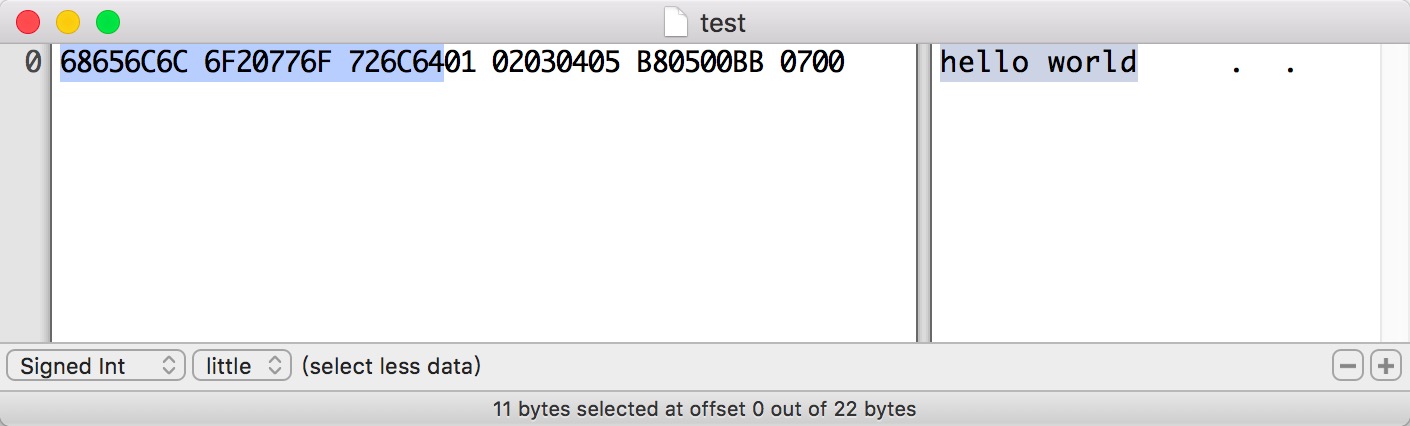 test
0 68656C6C 6F20776F 726C6401 02030405 B80500BB 0700 hello world . .
Signed Int little (select less data)
11 bytes selected at offset 0 out of 22 bytes